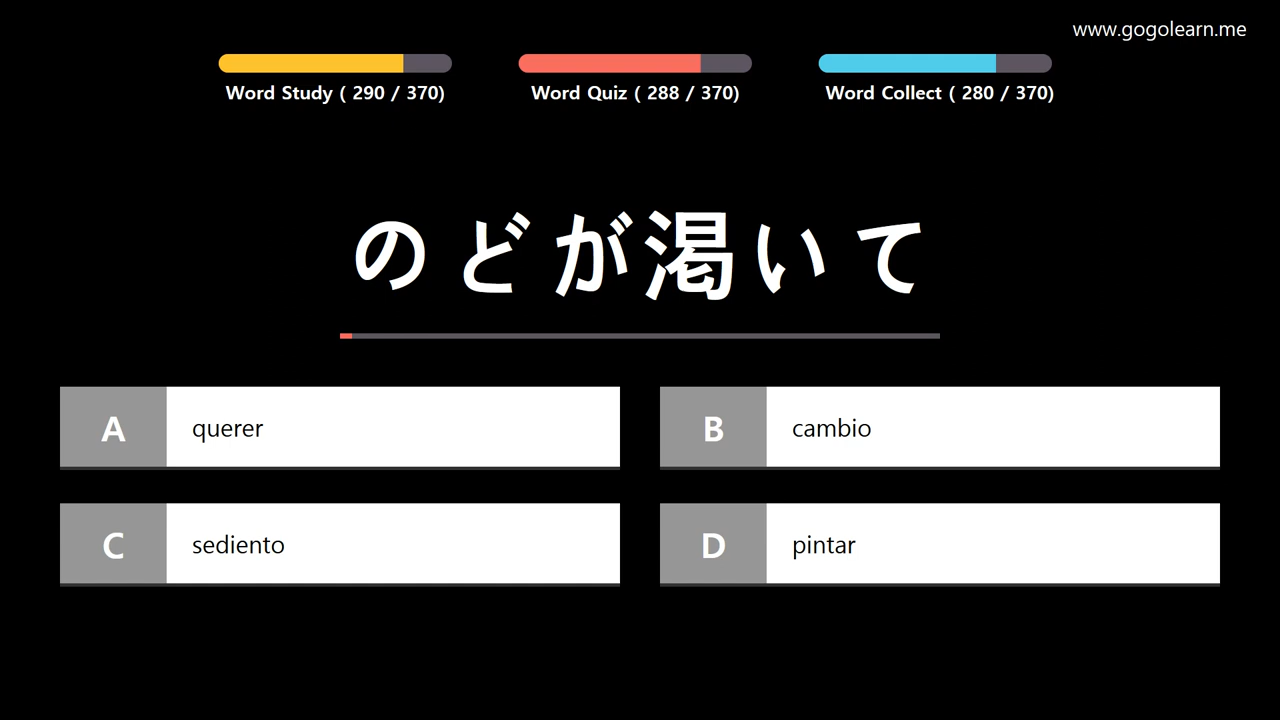 www.gogolearn.me
Word Study ( 290 / 370)
Word Quiz ( 288 / 370)
Word Collect ( 280 / 370)
のどが渇いて
A querer
B cambio
C sediento
D pintar